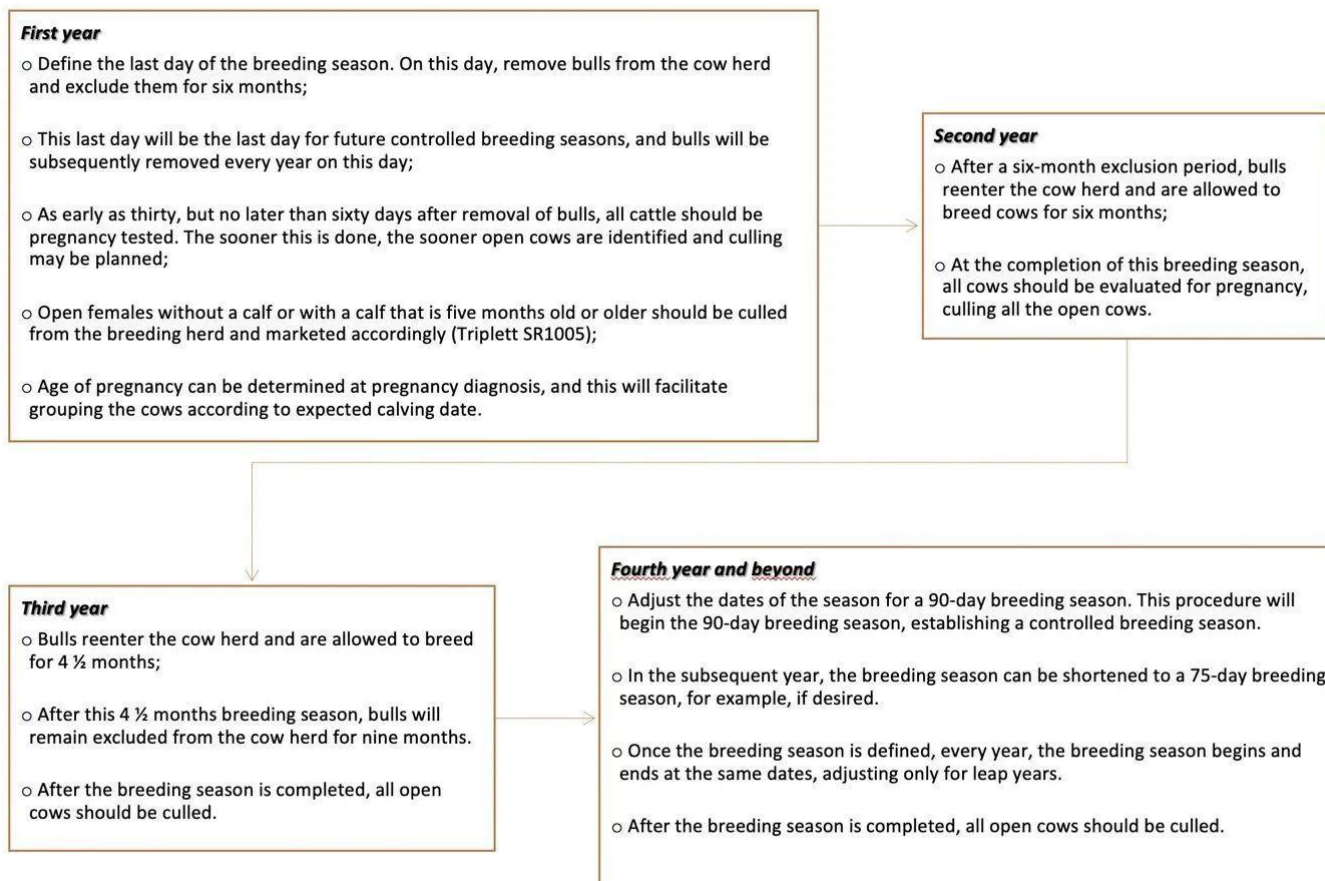 First year
o Define the last day of the breeding season. On this day, remove bulls from the cow herd
and exclude them for six months;
o This last day will be the last day for future controlled breeding seasons, and bulls will be
subsequently removed every year on this day;
o As early as thirty, but no later than sixty days after removal of bulls, all cattle should be
pregnancy tested. The sooner this is done, the sooner open cows are identified and culling
may be planned;
o Open females without a calf or with a calf that is five months old or older should be culled
from the breeding herd and marketed accordingly (Triplett SR1005);
o Age of pregnancy can be determined at pregnancy diagnosis, and this will facilitate
grouping the cows according to expected calving date.
Second year
o After a six-month exclusion period, bulls
reenter the cow herd and are allowed to
breed cows for six months;
o At the completion of this breeding season,
all cows should be evaluated for pregnancy,
culling all the open cows.
Third year
o Bulls reenter the cow herd and are allowed to breed
for 4 ½ months;
o After this 4 ½ months breeding season, bulls will
remain excluded from the cow herd for nine months.
o After the breeding season is completed, all open
cows should be culled.
Fourth year and beyond
o Adjust the dates of the season for a 90-day breeding season. This procedure will
begin the 90-day breeding season, establishing a controlled breeding season.
o In the subsequent year, the breeding season can be shortened to a 75-day breeding
season, for example, if desired.
o Once the breeding season is defined, every year, the breeding season begins and
ends at the same dates, adjusting only for leap years.
o After the breeding season is completed, all open cows should be culled.